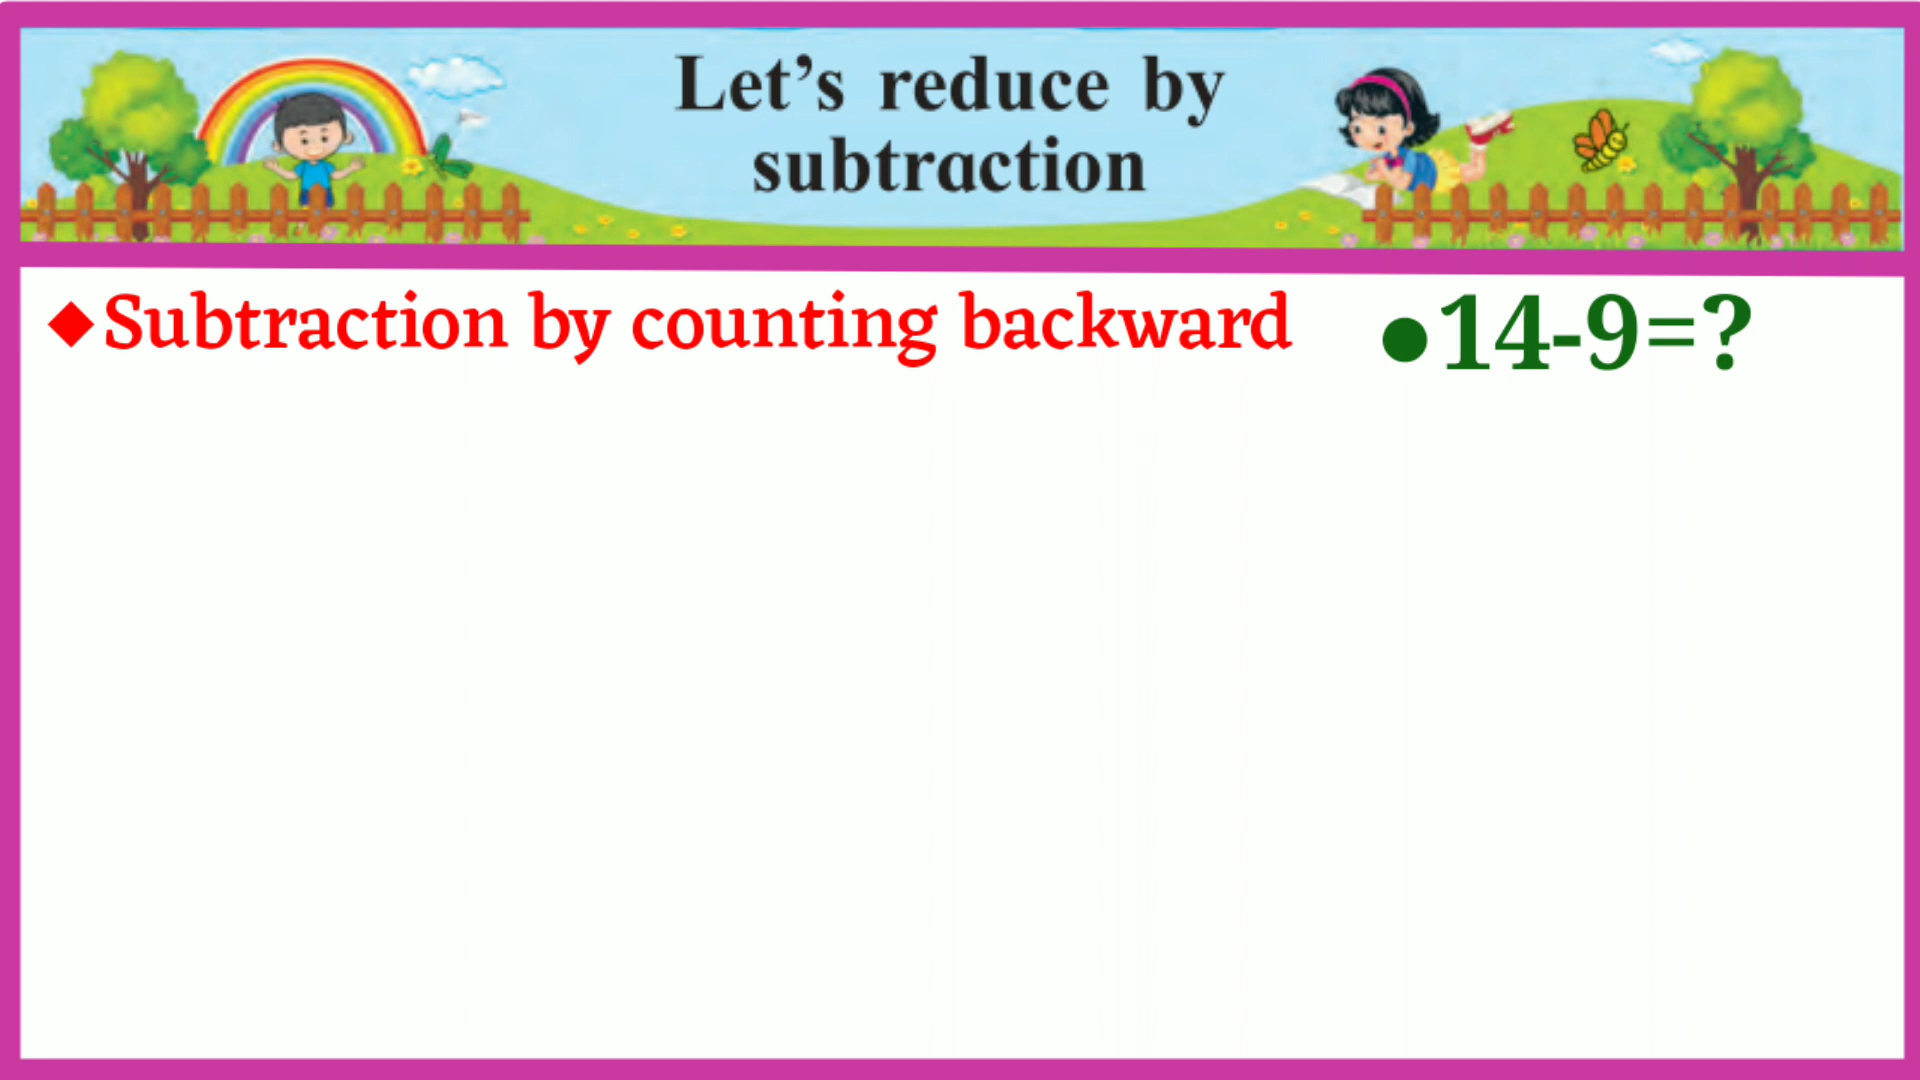 Let’s reduce by
subtraction
◆Subtraction by counting backward
●14-9=?